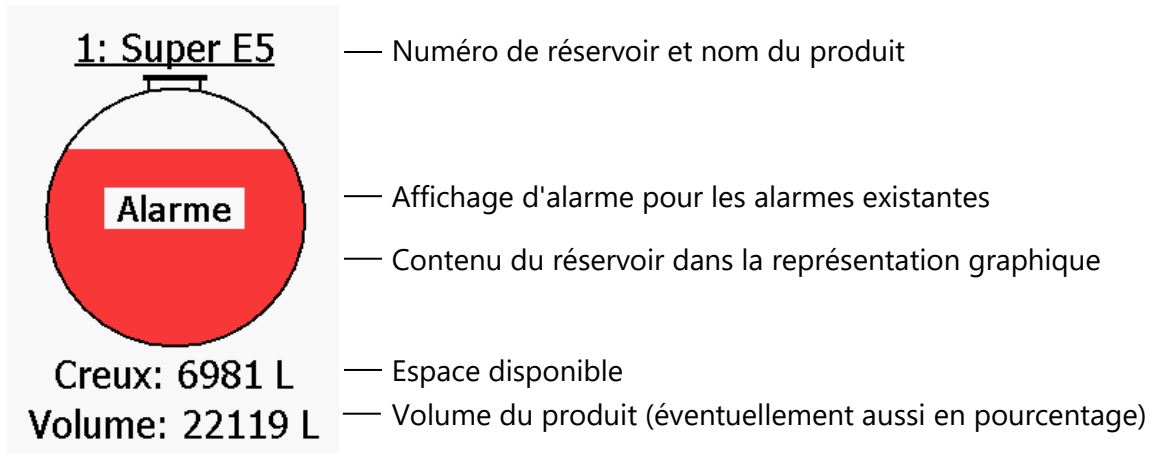 1: Super E5
Numéro de réservoir et nom du produit
Alarme
Affichage d'alarme pour les alarmes existantes
Contenu du réservoir dans la représentation graphique
Creux: 6981 L
Espace disponible
Volume: 22119 L
Volume du produit (éventuellement aussi en pourcentage)